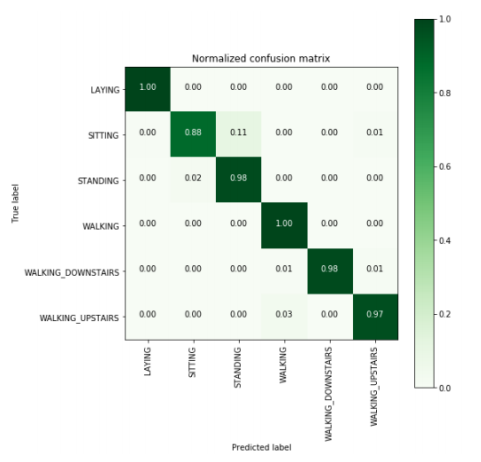 Normalized confusion matrix
True label
LAYING 1.00 0.00 0.00 0.00 0.00 0.00
SITTING 0.00 0.88 0.11 0.00 0.00 0.01
STANDING 0.00 0.02 0.98 0.00 0.00 0.00
WALKING 0.00 0.00 0.00 1.00 0.00 0.00
WALKING_DOWNSTAIRS 0.00 0.00 0.00 0.01 0.98 0.01
WALKING_UPSTAIRS 0.00 0.00 0.00 0.03 0.00 0.97
LAYING
SITTING
STANDING
WALKING
WALKING_DOWNSTAIRS
WALKING_UPSTAIRS
Predicted label
1.0
0.8
0.6
0.4
0.2
0.0